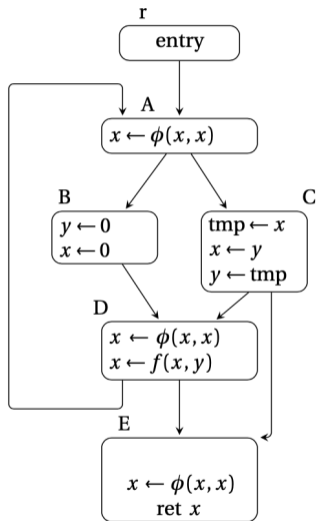 r
entry
A
x ← ϕ(x, x)
B
C
y ← 0
x ← 0
tmp ← x
x ← y
y ← tmp
D
x ← ϕ(x, x)
x ← f(x, y)
E
x ← ϕ(x, x)
ret x